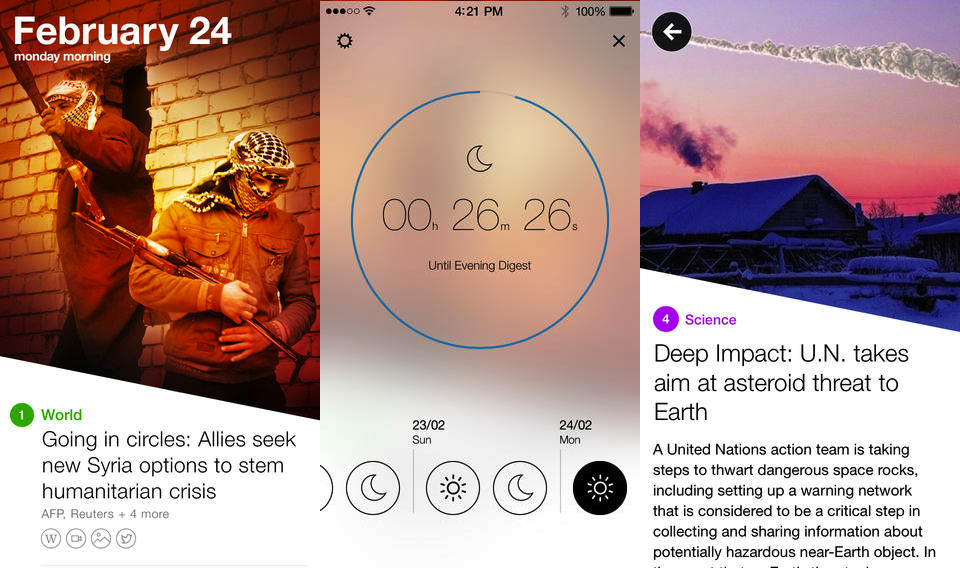 February 24
monday morning
1 World
Going in circles: Allies seek
new Syria options to stem
humanitarian crisis
AFP, Reuters + 4 more
W
4:21 PM 100%
00h 26m 26s
Until Evening Digest
23/02
Sun
24/02
Mon
4 Science
Deep Impact: U.N. takes
aim at asteroid threat to
Earth
A United Nations action team is taking
steps to thwart dangerous space rocks,
including setting up a warning network
that is considered to be a critical step in
collecting and sharing information about
potentially hazardous near-Earth object. In